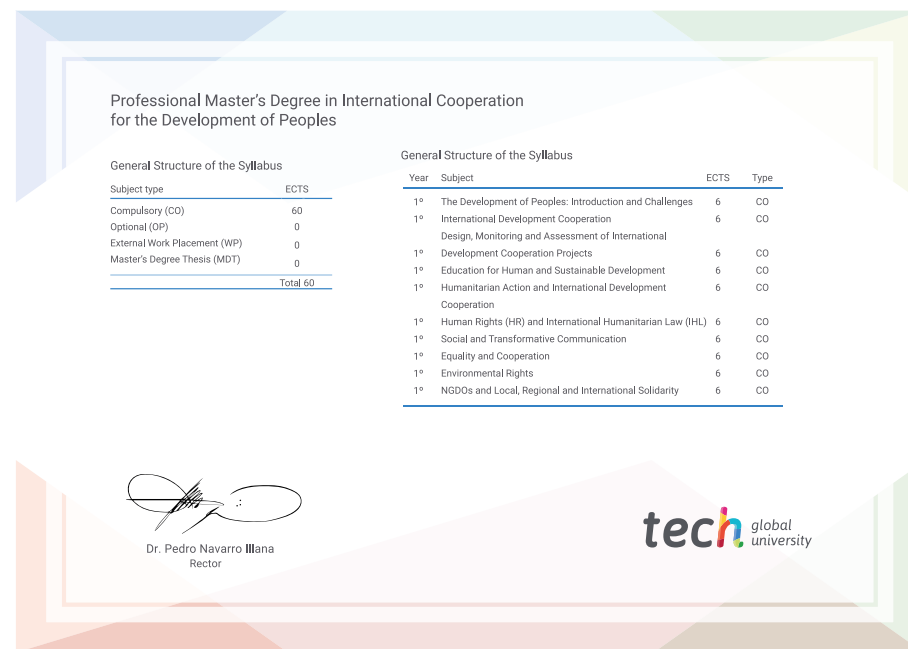 Professional Master's Degree in International Cooperation
for the Development of Peoples
General Structure of the Syllabus
Subject type ECTS
Compulsory (CO) 60
Optional (OP) 0
External Work Placement (WP) 0
Master's Degree Thesis (MDT) 0
Total 60
General Structure of the Syllabus
Year Subject ECTS Type
1º The Development of Peoples: Introduction and Challenges 6 CO
1º International Development Cooperation 6 CO
Design, Monitoring and Assessment of International
1º Development Cooperation Projects 6 CO
1º Education for Human and Sustainable Development 6 CO
1º Humanitarian Action and International Development 6 CO
Cooperation
1º Human Rights (HR) and International Humanitarian Law (IHL) 6 CO
1º Social and Transformative Communication 6 CO
1º Equality and Cooperation 6 CO
1º Environmental Rights 6 CO
1º NGDOs and Local, Regional and International Solidarity 6 CO
Dr. Pedro Navarro Illana
Rector
tech global
university